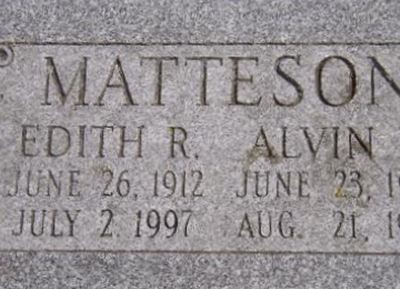 MATTESON
EDITH R. ALVIN
JUNE 26, 1912 JUNE 23,
JULY 2, 1997 AUG. 21,